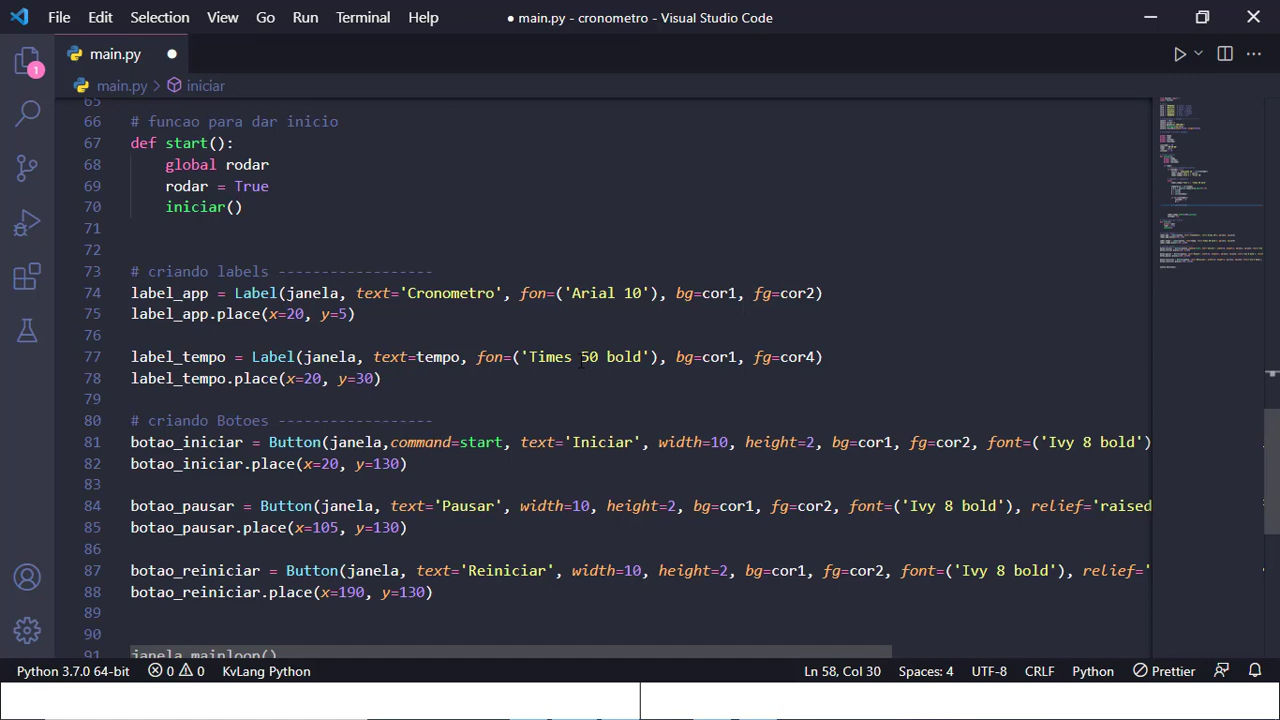 File Edit Selection View Go Run Terminal Help ● main.py - cronometro - Visual Studio Code
main.py ●
main.py > iniciar
1
65
66 # funcao para dar inicio
67 def start():
68 global rodar
69 rodar = True
70 iniciar()
71
72
73 # criando labels ------------------
74 label_app = Label(janela, text='Cronometro', fon=('Arial 10'), bg=cor1, fg=cor2)
75 label_app.place(x=20, y=5)
76
77 label_tempo = Label(janela, text=tempo, fon=('Times 50 bold'), bg=cor1, fg=cor4)
78 label_tempo.place(x=20, y=30)
79
80 # criando Botoes ------------------
81 botao_iniciar = Button(janela,command=start, text='Iniciar', width=10, height=2, bg=cor1, fg=cor2, font=('Ivy 8 bold')
82 botao_iniciar.place(x=20, y=130)
83
84 botao_pausar = Button(janela, text='Pausar', width=10, height=2, bg=cor1, fg=cor2, font=('Ivy 8 bold'), relief='raised
85 botao_pausar.place(x=105, y=130)
86
87 botao_reiniciar = Button(janela, text='Reiniciar', width=10, height=2, bg=cor1, fg=cor2, font=('Ivy 8 bold'), relief='
88 botao_reiniciar.place(x=190, y=130)
89
90
91 janela.mainloop()
Python 3.7.0 64-bit 0 0 KvLang Python Ln 58, Col 30 Spaces: 4 UTF-8 CRLF Python Prettier